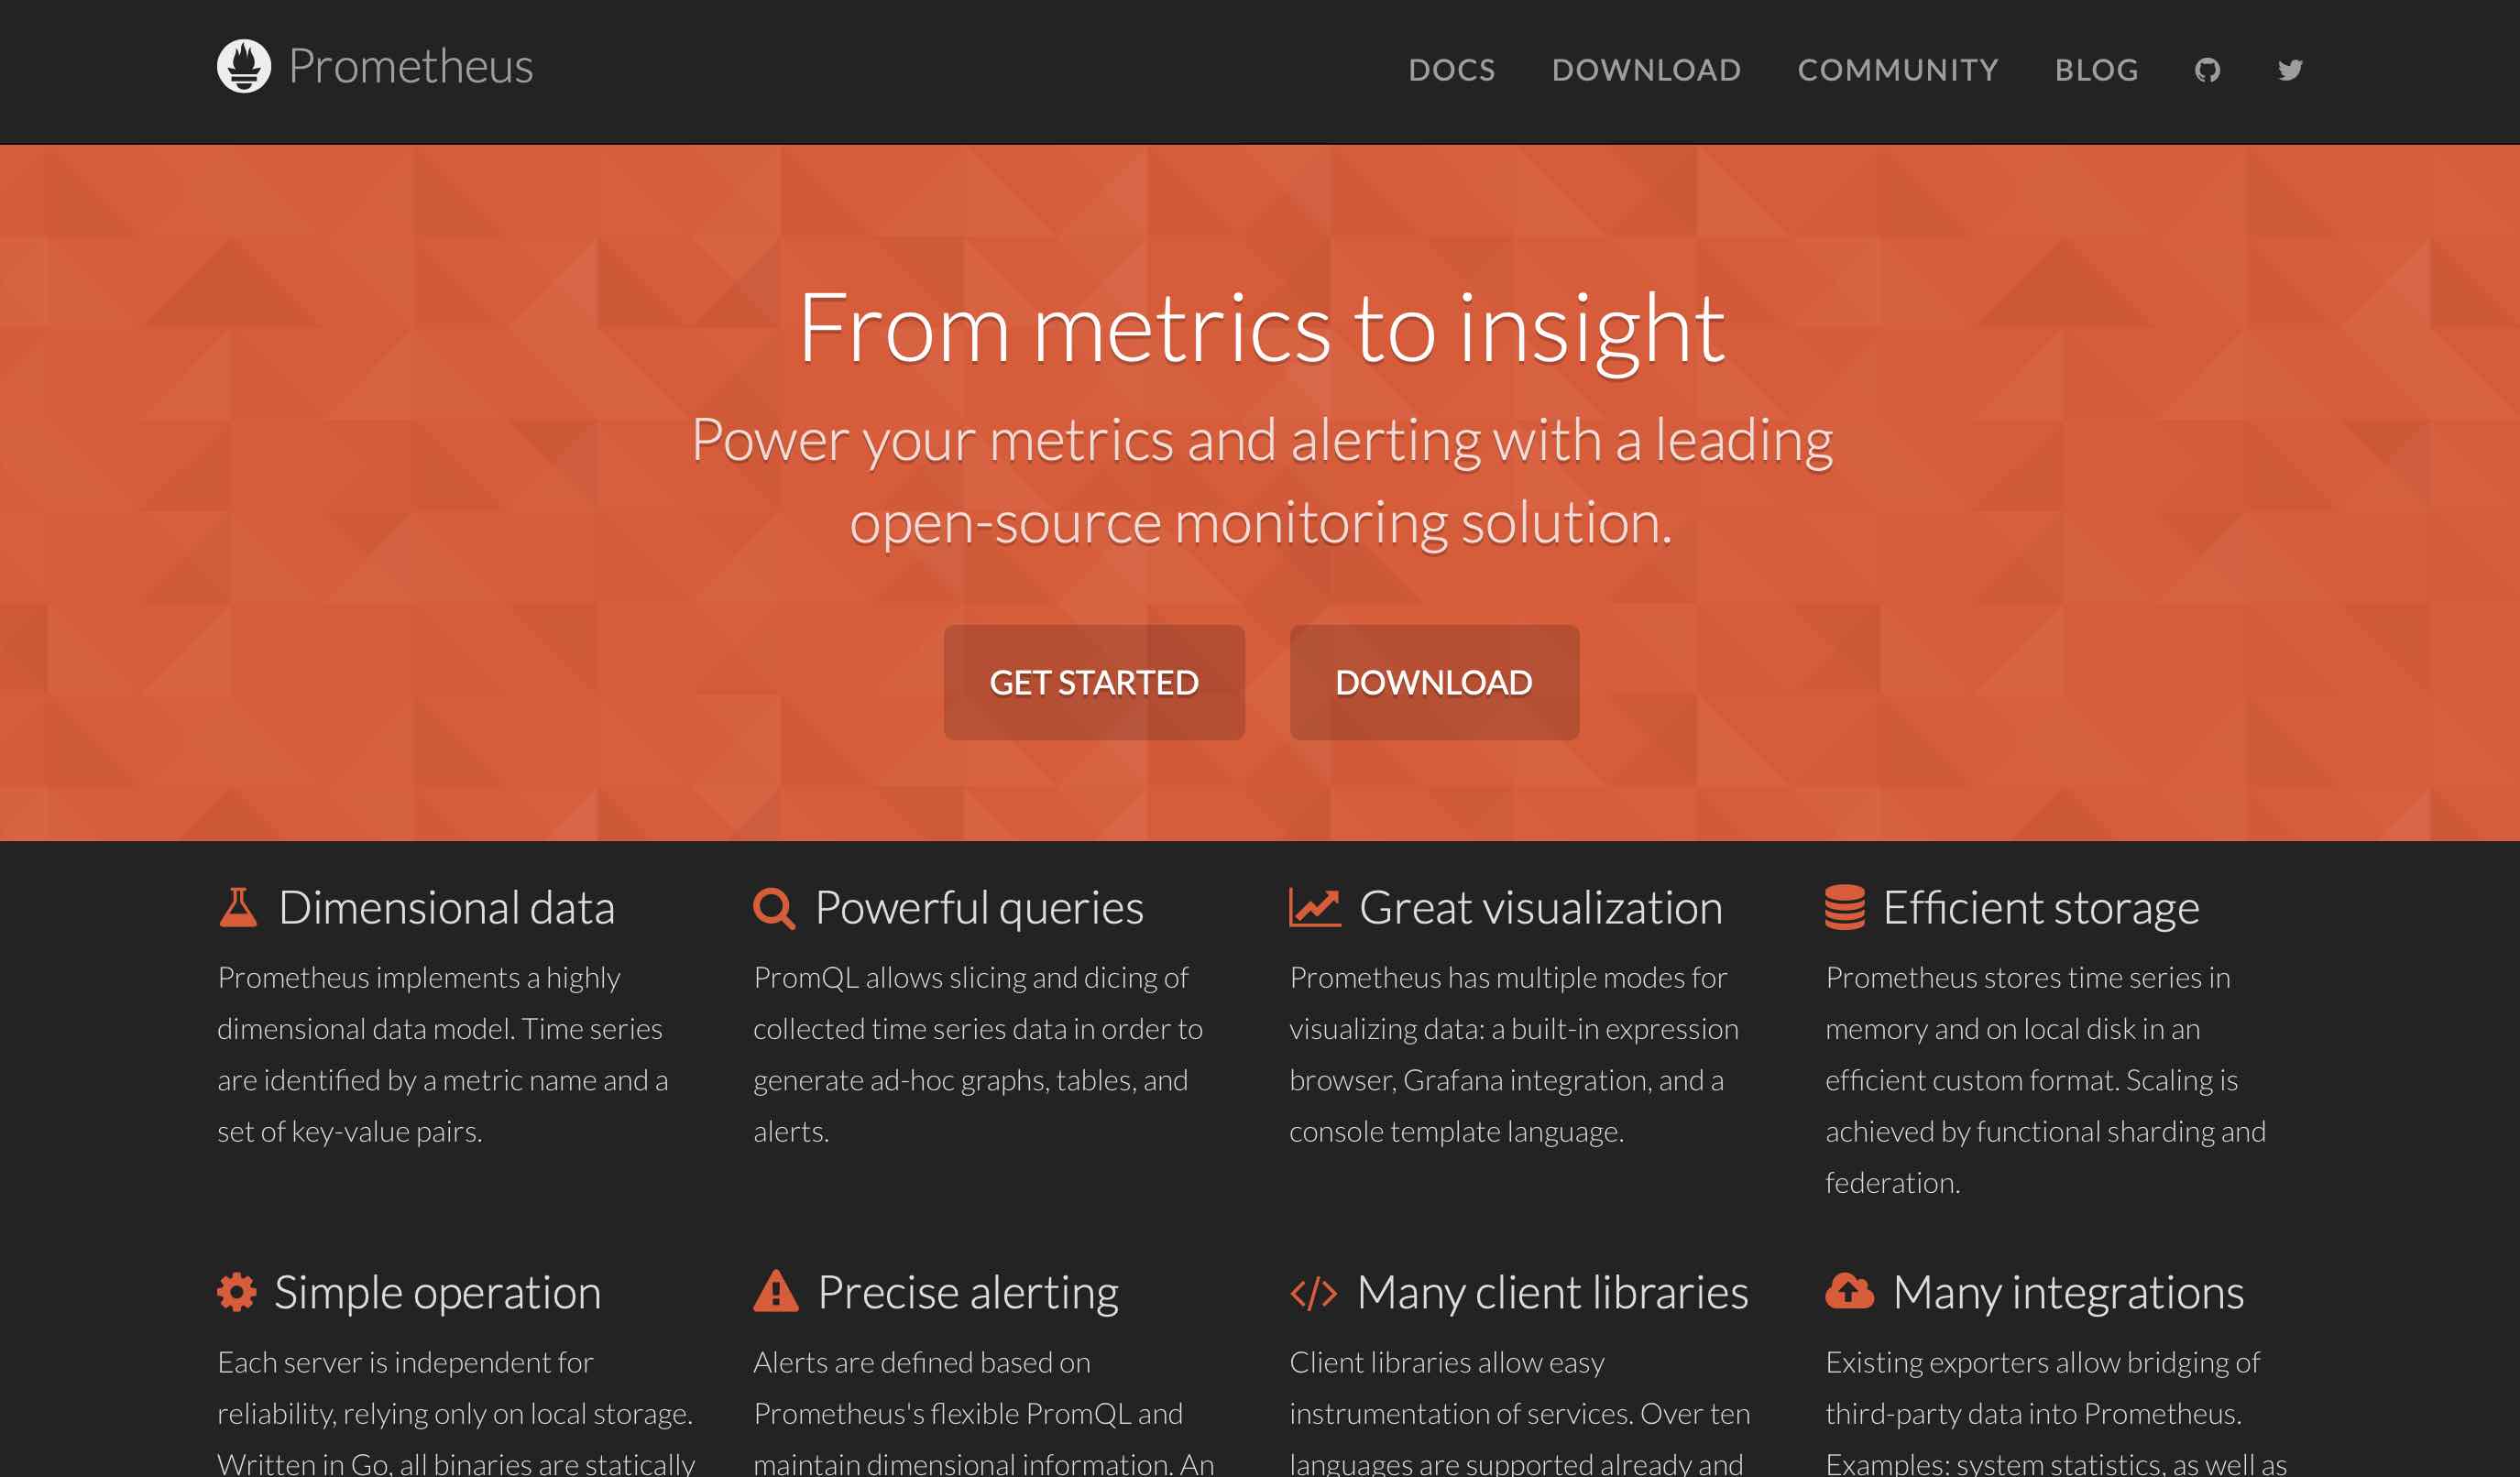 Prometheus
DOCS DOWNLOAD COMMUNITY BLOG
From metrics to insight
Power your metrics and alerting with a leading
open-source monitoring solution.
GET STARTED DOWNLOAD
Dimensional data
Prometheus implements a highly
dimensional data model. Time series
are identified by a metric name and a
set of key-value pairs.
Powerful queries
PromQL allows slicing and dicing of
collected time series data in order to
generate ad-hoc graphs, tables, and
alerts.
Great visualization
Prometheus has multiple modes for
visualizing data: a built-in expression
browser, Grafana integration, and a
console template language.
Efficient storage
Prometheus stores time series in
memory and on local disk in an
efficient custom format. Scaling is
achieved by functional sharding and
federation.
Simple operation
Each server is independent for
reliability, relying only on local storage.
Written in Go, all binaries are statically
Precise alerting
Alerts are defined based on
Prometheus's flexible PromQL and
maintain dimensional information. An
Many client libraries
Client libraries allow easy
instrumentation of services. Over ten
languages are supported already and
Many integrations
Existing exporters allow bridging of
third-party data into Prometheus.
Examples: system statistics, as well as